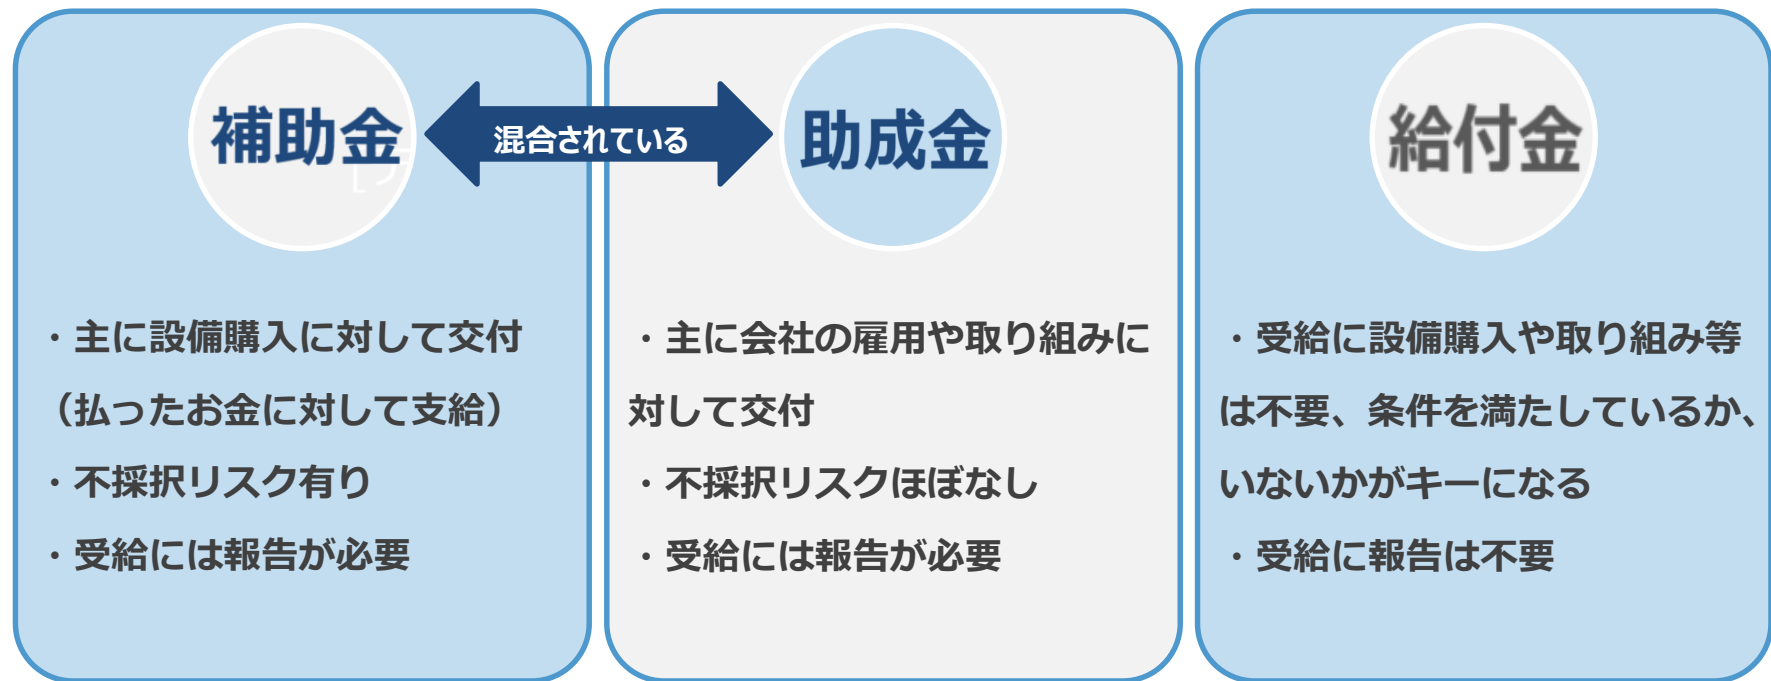 補助金
混合されている
助成金
給付金
・主に設備購入に対して交付
（払ったお金に対して支給）
・不採択リスク有り
・受給には報告が必要
・主に会社の雇用や取り組みに
対して交付
・不採択リスクほぼなし
・受給には報告が必要
・受給に設備購入や取り組み等
は不要、条件を満たしているか、
いないかがキーになる
・受給に報告は不要